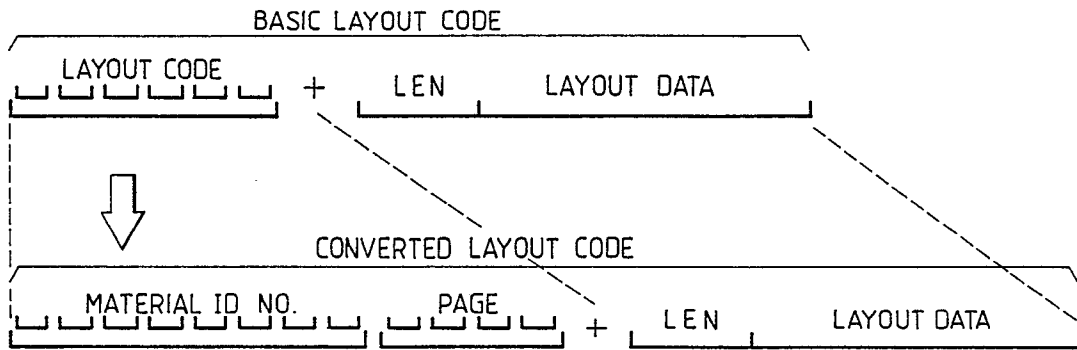 BASIC LAYOUT CODE
LAYOUT CODE + LEN LAYOUT DATA
CONVERTED LAYOUT CODE
MATERIAL ID NO. PAGE + LEN LAYOUT DATA